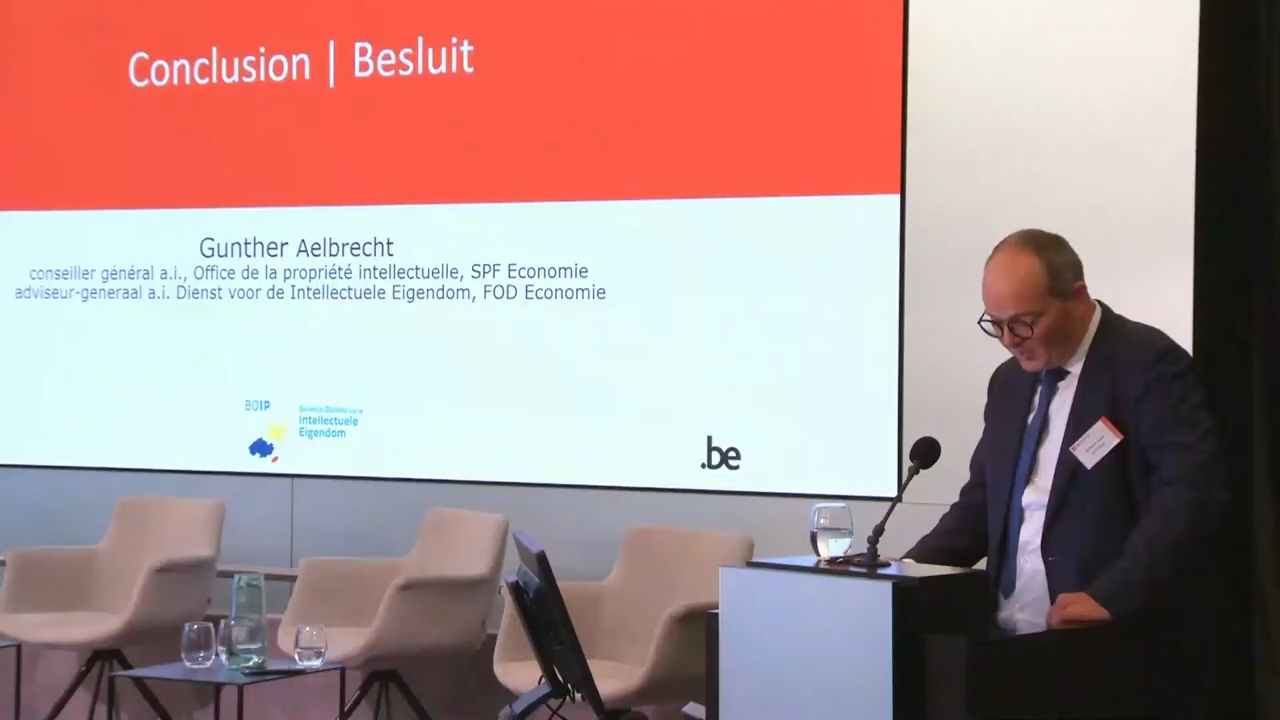 Conclusion | Besluit
Gunther Aelbrecht
conseiller général a.i., Office de la propriété intellectuelle, SPF Economie
adviseur-generaal a.i. Dienst voor de Intellectuele Eigendom, FOD Economie
BOIP
Intellectuele
Eigendom
.be